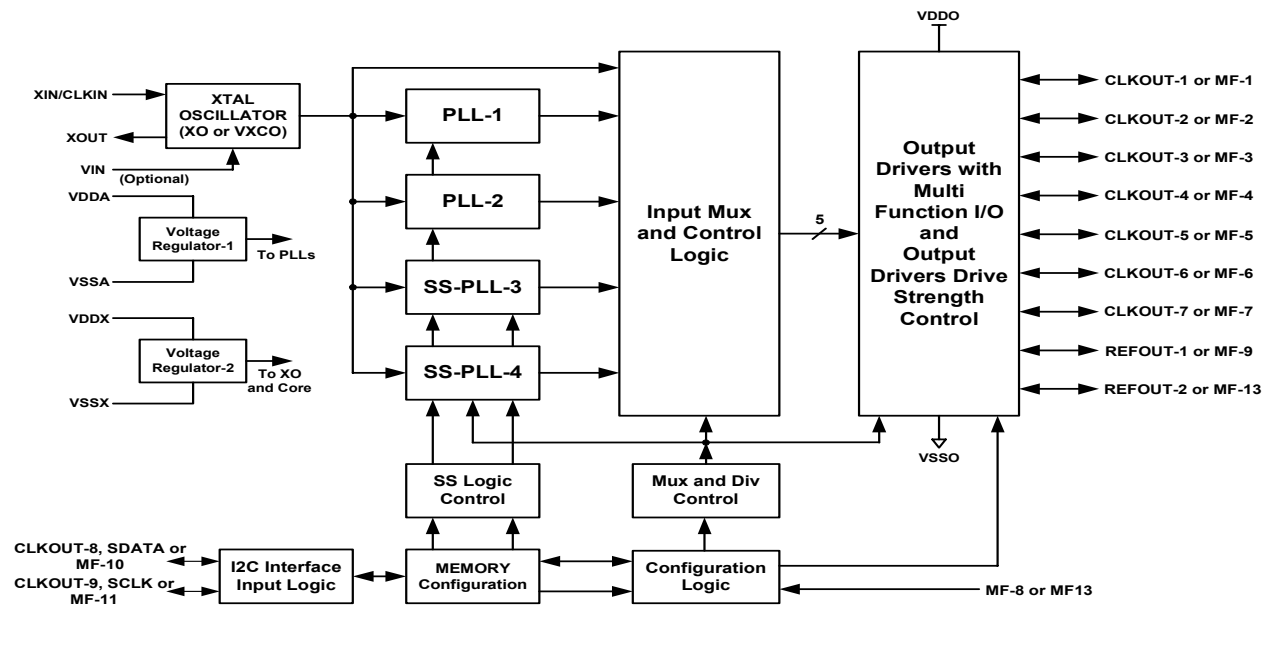 VDDO
XIN/CLKIN
XTAL
OSCILLATOR
(XO or VXCO)
XOUT
VIN
(Optional)
VDDA
Voltage
Regulator-1
To PLLs
VSSA
VDDX
Voltage
Regulator-2
To XO
and Core
VSSX
PLL-1
PLL-2
SS-PLL-3
SS-PLL-4
Input Mux
and Control
Logic
5
Output
Drivers with
Multi
Function I/O
and
Output
Drivers Drive
Strength
Control
CLKOUT-1 or MF-1
CLKOUT-2 or MF-2
CLKOUT-3 or MF-3
CLKOUT-4 or MF-4
CLKOUT-5 or MF-5
CLKOUT-6 or MF-6
CLKOUT-7 or MF-7
REFOUT-1 or MF-9
REFOUT-2 or MF-13
VSSO
SS Logic
Control
Mux and Div
Control
CLKOUT-8, SDATA or
MF-10
CLKOUT-9, SCLK or
MF-11
I2C Interface
Input Logic
MEMORY
Configuration
Configuration
Logic
MF-8 or MF13